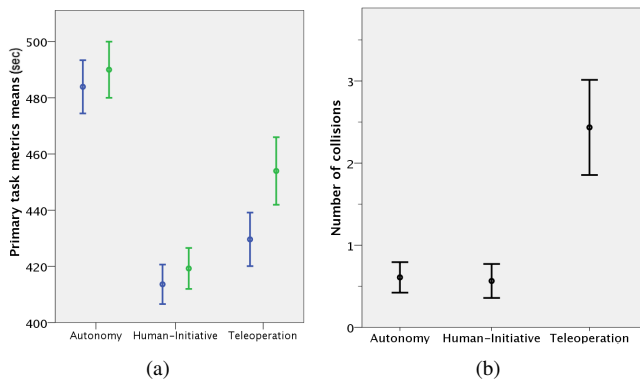 Primary task metrics means (sec)
500
480
460
440
420
400
Autonomy Human-Initiative Teleoperation
(a)
Number of collisions
3
2
1
0
Autonomy Human-Initiative Teleoperation
(b)